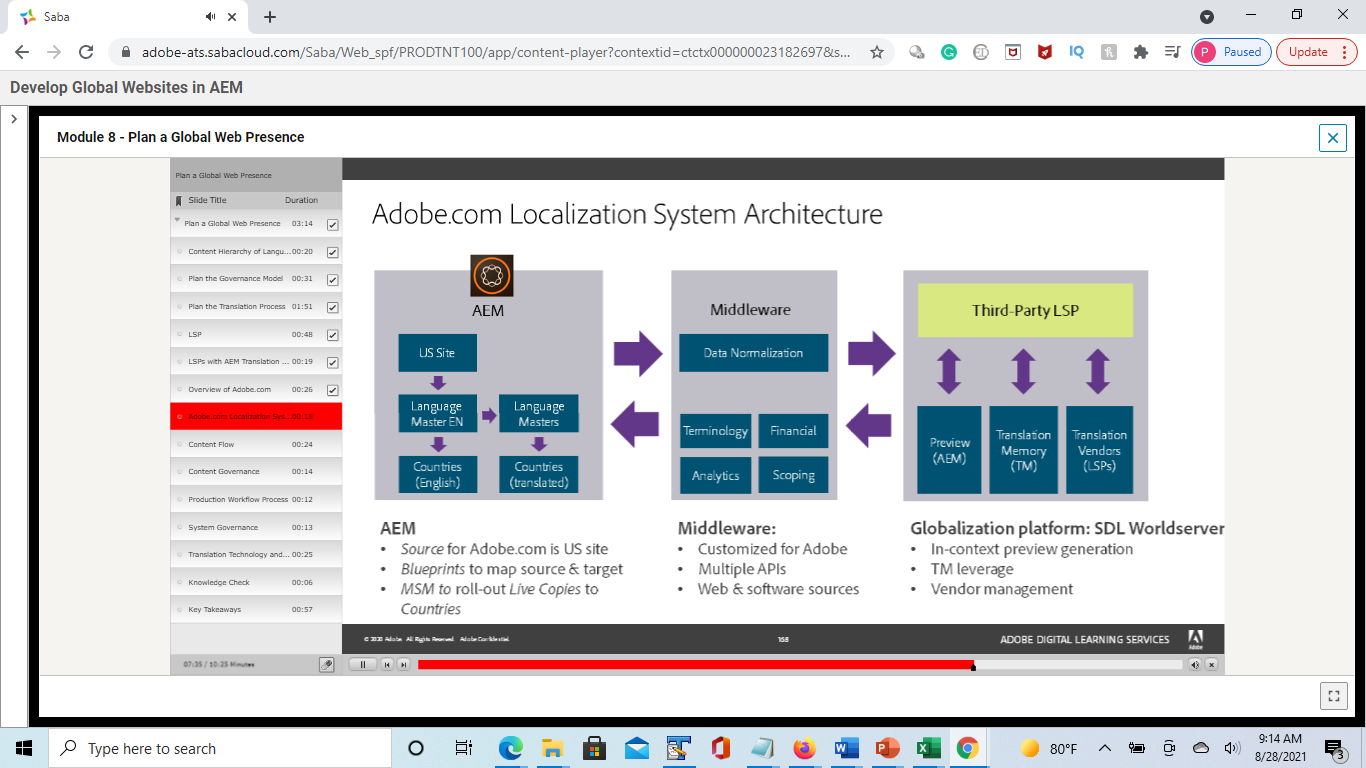 Saba
adobe-ats.sabacloud.com/Saba/Web_spf/PRODTNT100/app/content-player?contextid=ctctx000000023182697&s...
P Paused
Update
Develop Global Websites in AEM
Module 8 - Plan a Global Web Presence
Plan a Global Web Presence
Slide Title Duration
Plan a Global Web Presence 03:14
Content Hierarchy of Langu... 00:20
Plan the Governance Model 00:31
Plan the Translation Process 01:51
LSP 00:48
LSPs with AEM Translation ... 00:19
Overview of Adobe.com 00:26
Adobe.com Localization Sys...
Content Flow 00:24
Content Governance 00:14
Production Workflow Process 00:12
System Governance 00:13
Translation Technology and... 00:25
Knowledge Check 00:06
Key Takeaways 00:57
07:35 / 10:25 Minutes
Adobe.com Localization System Architecture
AEM
US Site
Language
Master EN
Language
Masters
Countries
(English)
Countries
(translated)
Middleware
Data Normalization
Terminology
Financial
Analytics
Scoping
Third-Party LSP
Preview
(AEM)
Translation
Memory
(TM)
Translation
Vendors
(LSPs)
AEM
• Source for Adobe.com is US site
• Blueprints to map source & target
• MSM to roll-out Live Copies to
Countries
Middleware:
• Customized for Adobe
• Multiple APIs
• Web & software sources
Globalization platform: SDL Worldserver
• In-context preview generation
• TM leverage
• Vendor management
© 2020 Adobe. All Rights Reserved. Adobe Confidential.
168
ADOBE DIGITAL LEARNING SERVICES
Adobe
Type here to search
80°F
9:14 AM
8/28/2021
3